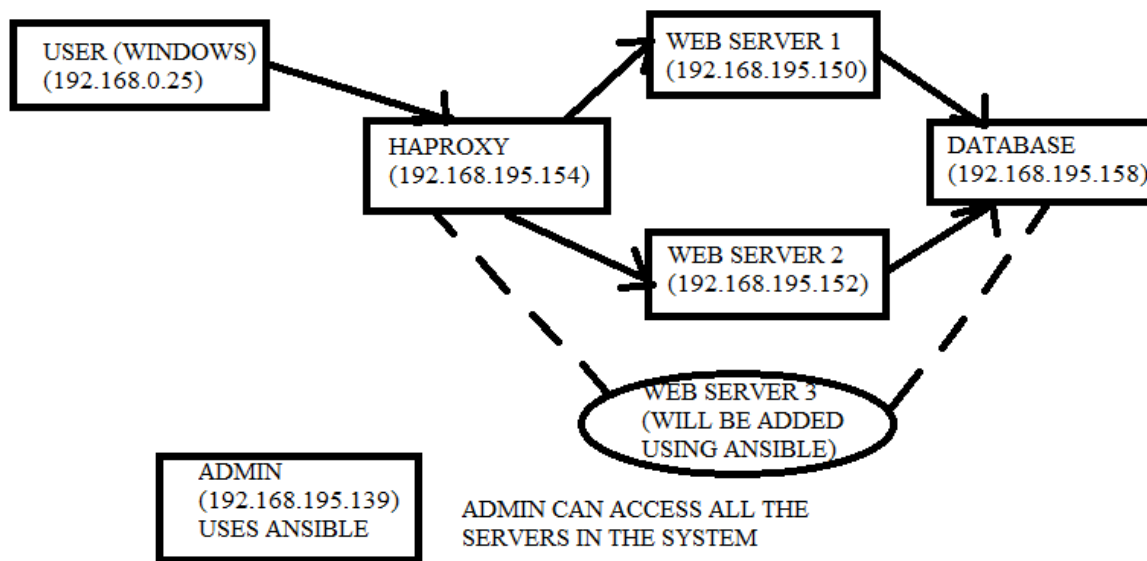 USER (WINDOWS)
(192.168.0.25)
WEB SERVER 1
(192.168.195.150)
HAPROXY
(192.168.195.154)
DATABASE
(192.168.195.158)
WEB SERVER 2
(192.168.195.152)
WEB SERVER 3
(WILL BE ADDED
USING ANSIBLE)
ADMIN
(192.168.195.139)
USES ANSIBLE
ADMIN CAN ACCESS ALL THE
SERVERS IN THE SYSTEM